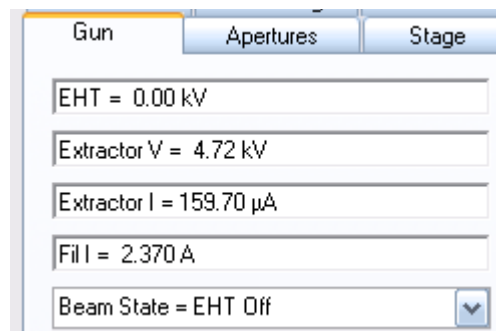 Gun Apertures Stage
EHT = 0.00 kV
Extractor V = 4.72 kV
Extractor I = 159.70 µA
Fil I = 2.370 A
Beam State = EHT Off